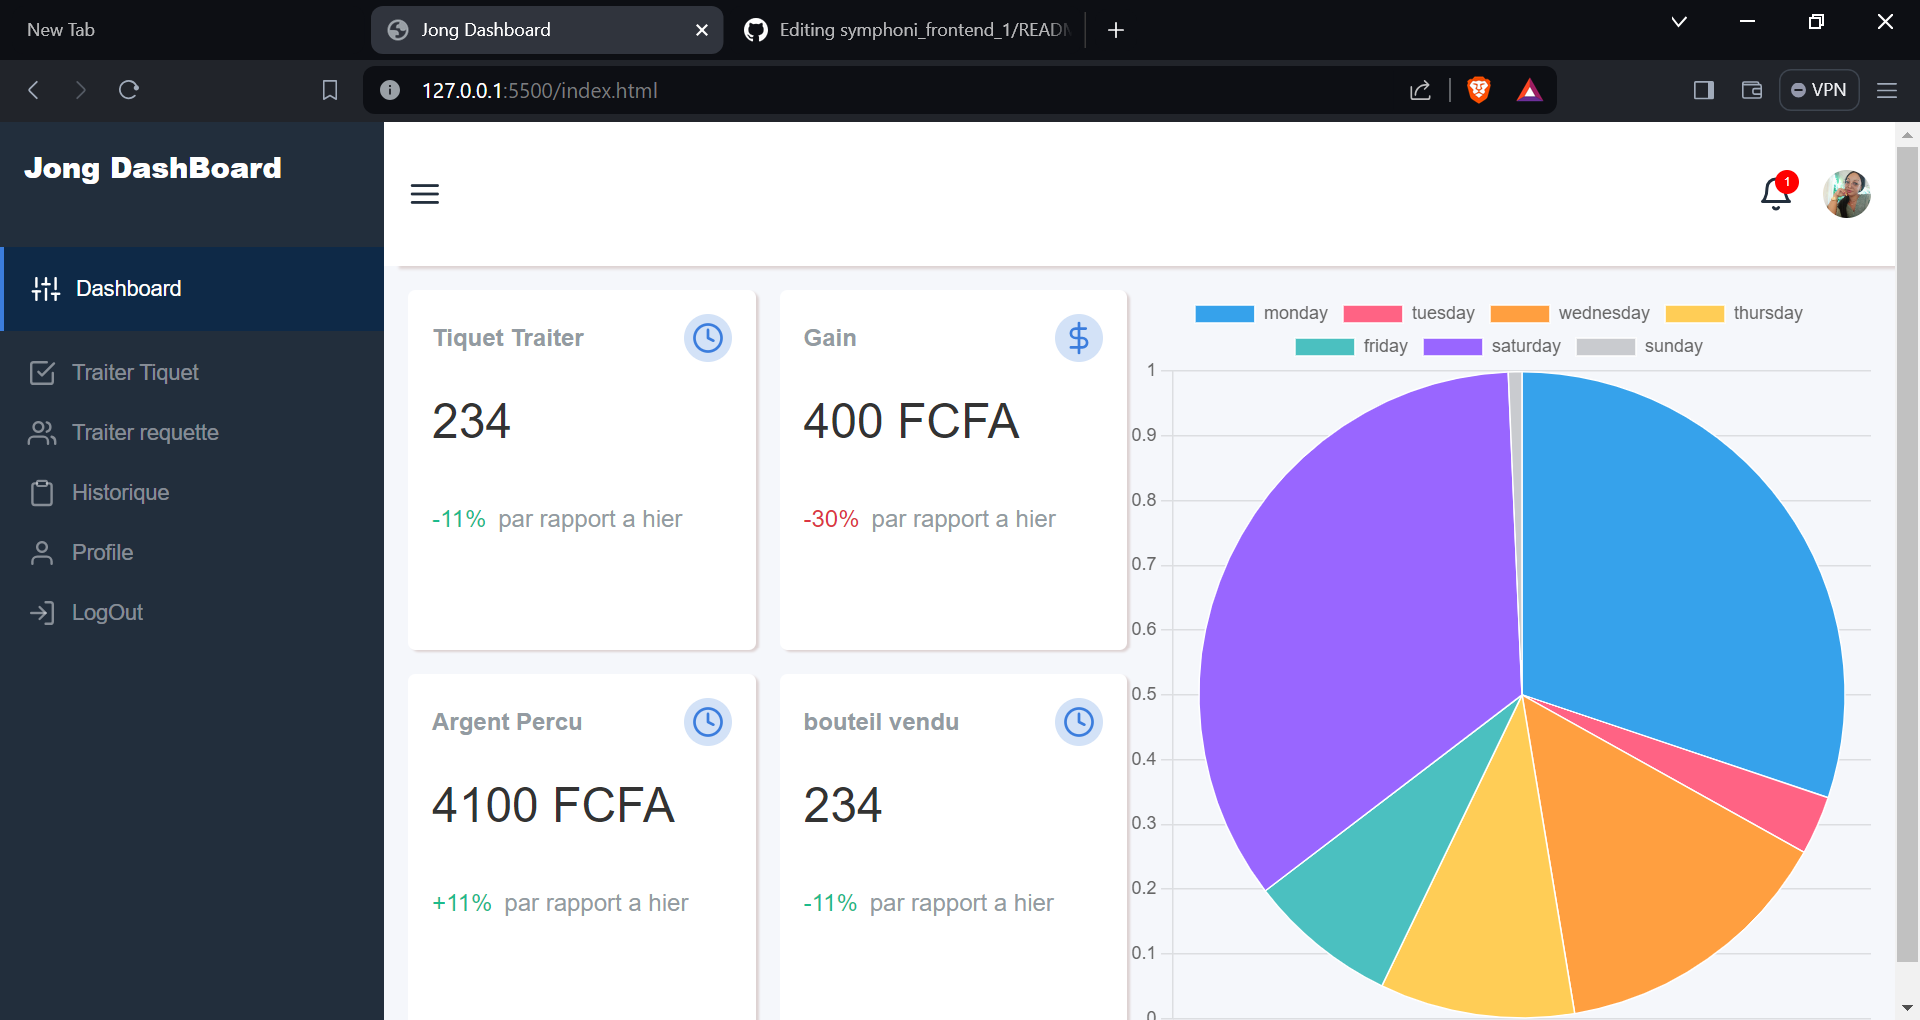 New Tab
Jong Dashboard
Editing symphoni_frontend_1/READM
127.0.0.1:5500/index.html
VPN
Jong DashBoard
1
Dashboard
Traiter Tiquet
Traiter requette
Historique
Profile
LogOut
Tiquet Traiter
234
-11% par rapport a hier
Gain
400 FCFA
-30% par rapport a hier
Argent Percu
4100 FCFA
+11% par rapport a hier
bouteil vendu
234
-11% par rapport a hier
monday tuesday wednesday thursday
friday saturday sunday
1
0.9
0.8
0.7
0.6
0.5
0.4
0.3
0.2
0.1
0